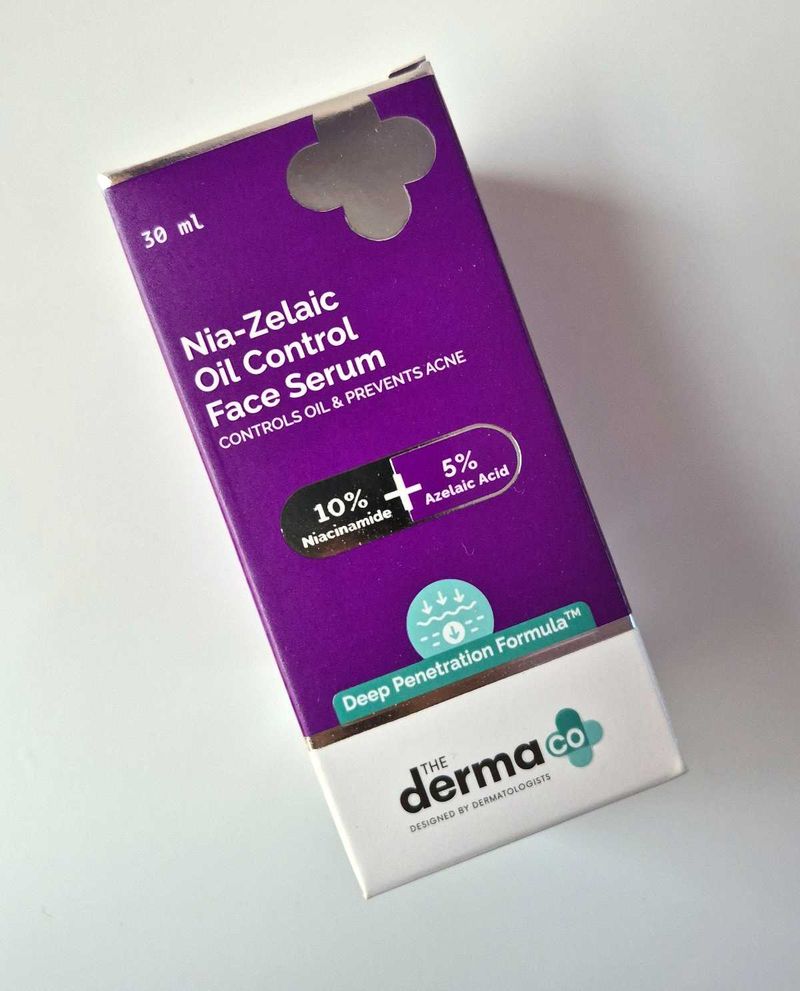 30 ml
Nia-Zelaic
Oil Control
Face Serum
CONTROLS OIL & PREVENTS ACNE
10%
Niacinamide
+
5%
Azelaic Acid
Deep Penetration Formula™
THE
derma co
DESIGNED BY DERMATOLOGISTS